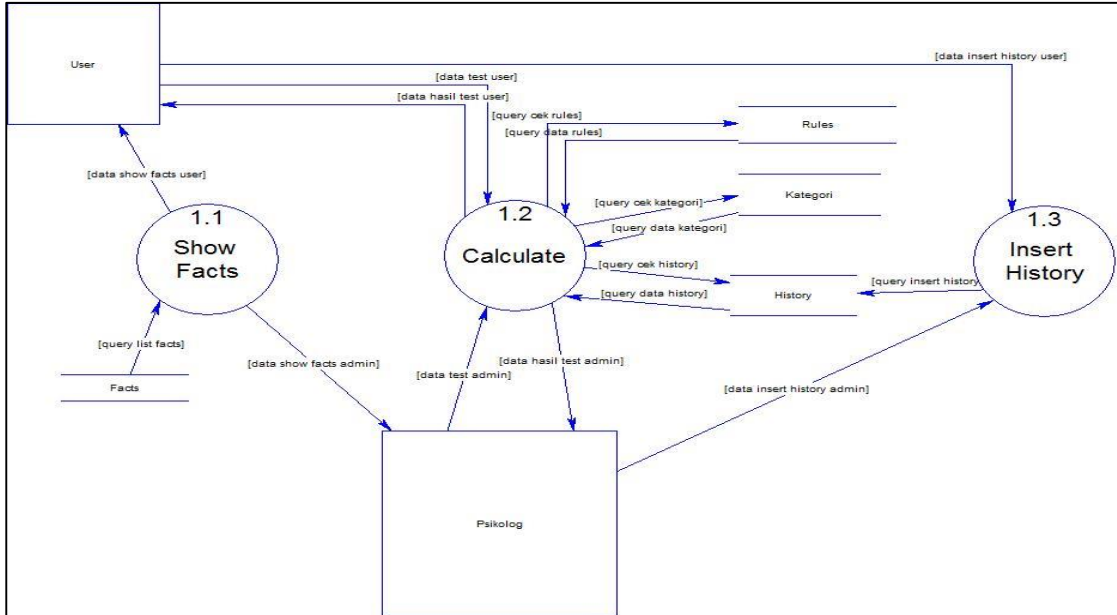 User
[data insert history user]
[data test user]
[data hasil test user]
[query cek rules]
[query data rules]
Rules
[data show facts user]
[query cek kategori]
Kategori
[query data kategori]
1.1
Show
Facts
1.2
Calculate
1.3
Insert
History
[query cek history]
[query data history]
History
[query insert history]
[query list facts]
Facts
[data show facts admin]
[data test admin]
[data hasil test admin]
[data insert history admin]
Psikolog